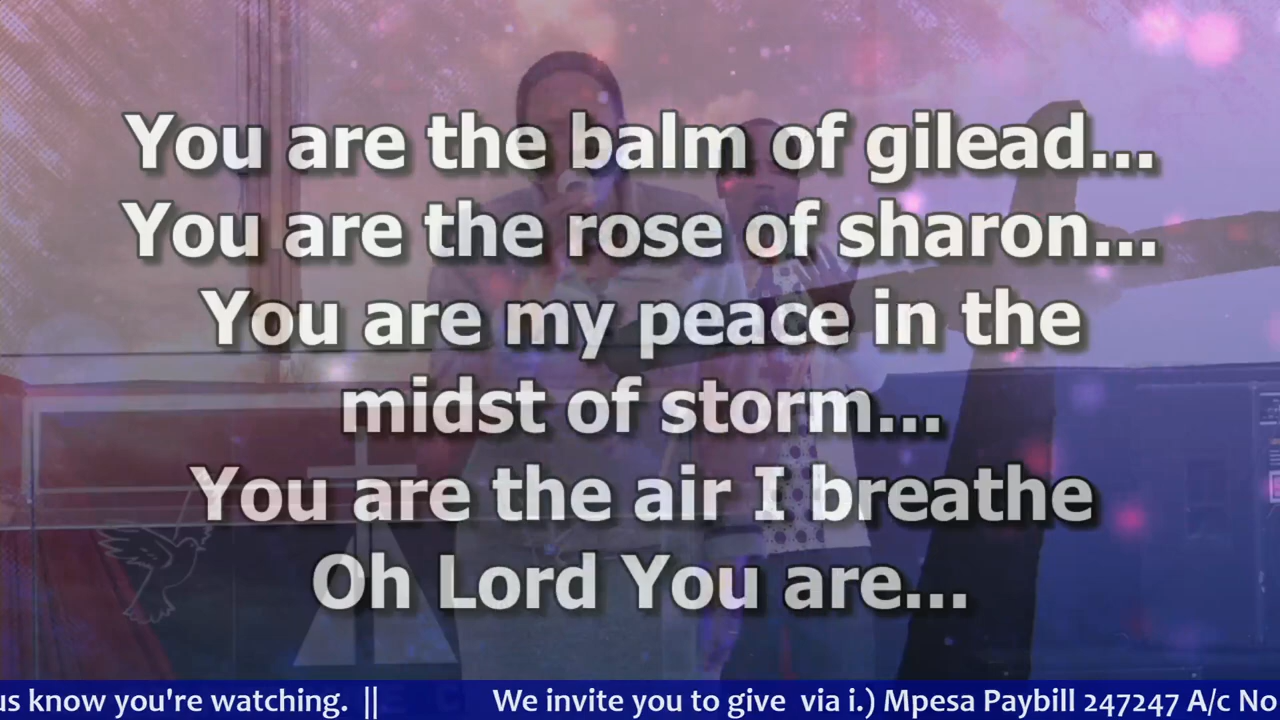 You are the balm of gilead...
You are the rose of sharon...
You are my peace in the
midst of storm...
You are the air I breathe
Oh Lord You are...
us know you're watching. || We invite you to give via i.) Mpesa Paybill 247247 A/c No